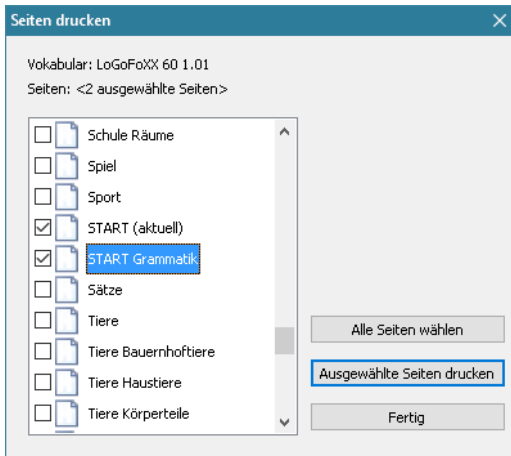 Seiten drucken
Vokabular: LoGoFoXX 60 1.01
Seiten: <2 ausgewählte Seiten>
Schule Räume
Spiel
Sport
START (aktuell)
START Grammatik
Sätze
Tiere
Tiere Bauernhoftiere
Tiere Haustiere
Tiere Körperteile
Alle Seiten wählen
Ausgewählte Seiten drucken
Fertig